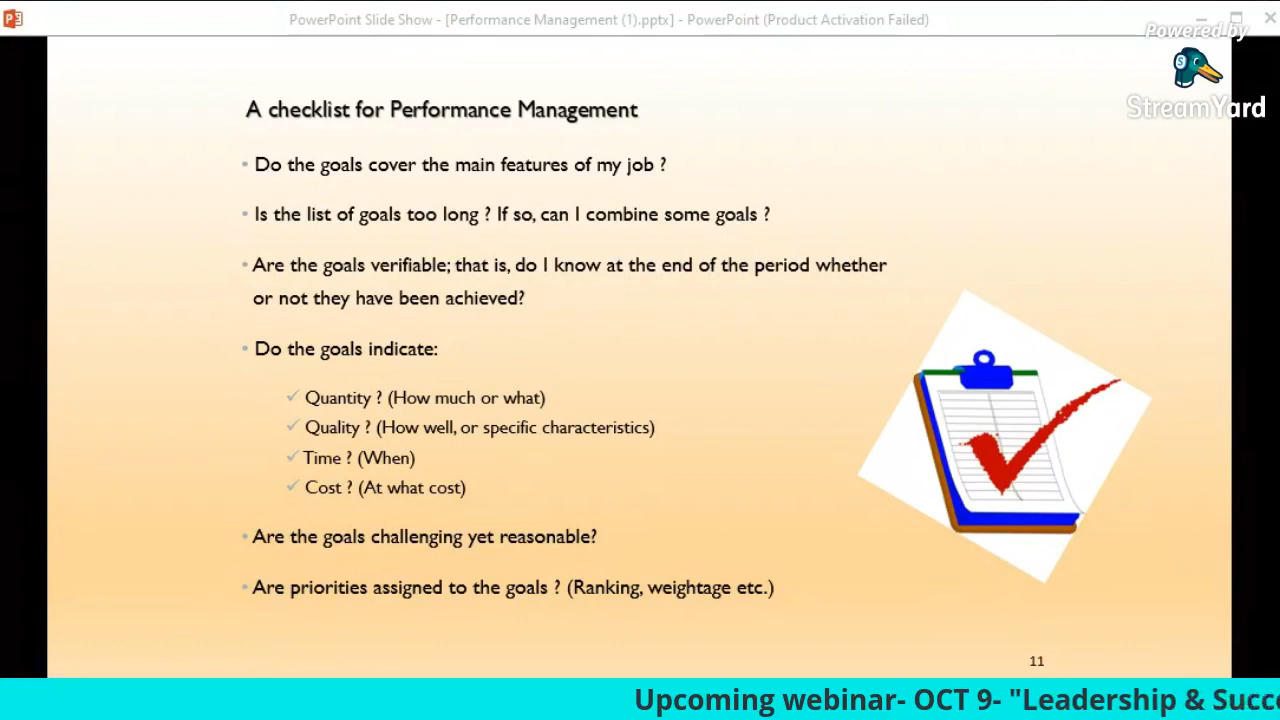 PowerPoint Slide Show - [Performance Management (1).pptx] - PowerPoint (Product Activation Failed)
Powered by
StreamYard
A checklist for Performance Management
• Do the goals cover the main features of my job ?
• Is the list of goals too long ? If so, can I combine some goals ?
• Are the goals verifiable; that is, do I know at the end of the period whether
or not they have been achieved?
• Do the goals indicate:
✓ Quantity ? (How much or what)
✓ Quality ? (How well, or specific characteristics)
✓ Time ? (When)
✓ Cost ? (At what cost)
• Are the goals challenging yet reasonable?
• Are priorities assigned to the goals ? (Ranking, weightage etc.)
11
Upcoming webinar- OCT 9- "Leadership & Succe